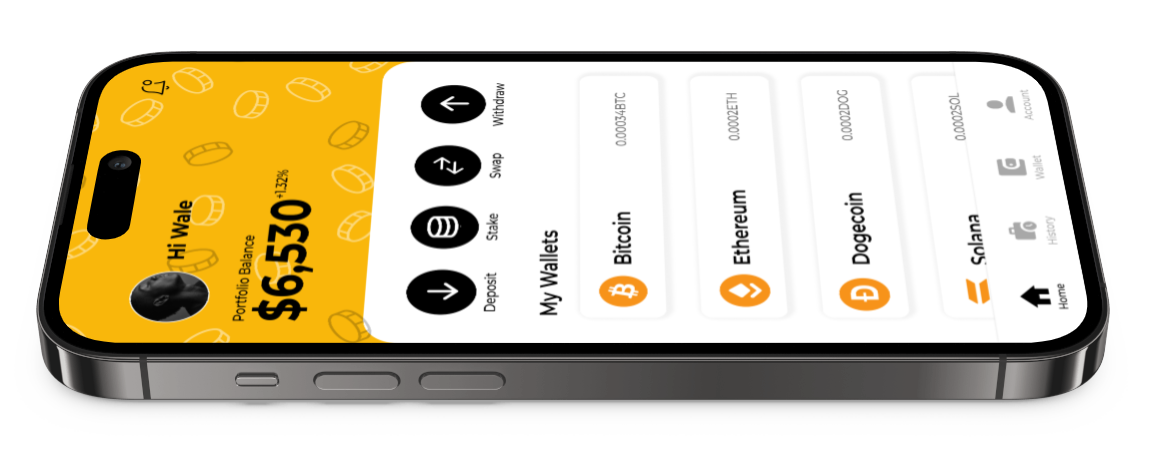 Hi Wale
Portfolio Balance
$6,530 +1.32%
Deposit
Stake
Swap
Withdraw
My Wallets
Bitcoin
0.00034BTC
Ethereum
0.0002ETH
Dogecoin
0.0002DOG
Solana
0.0002SOL
Home
History
Wallet
Account